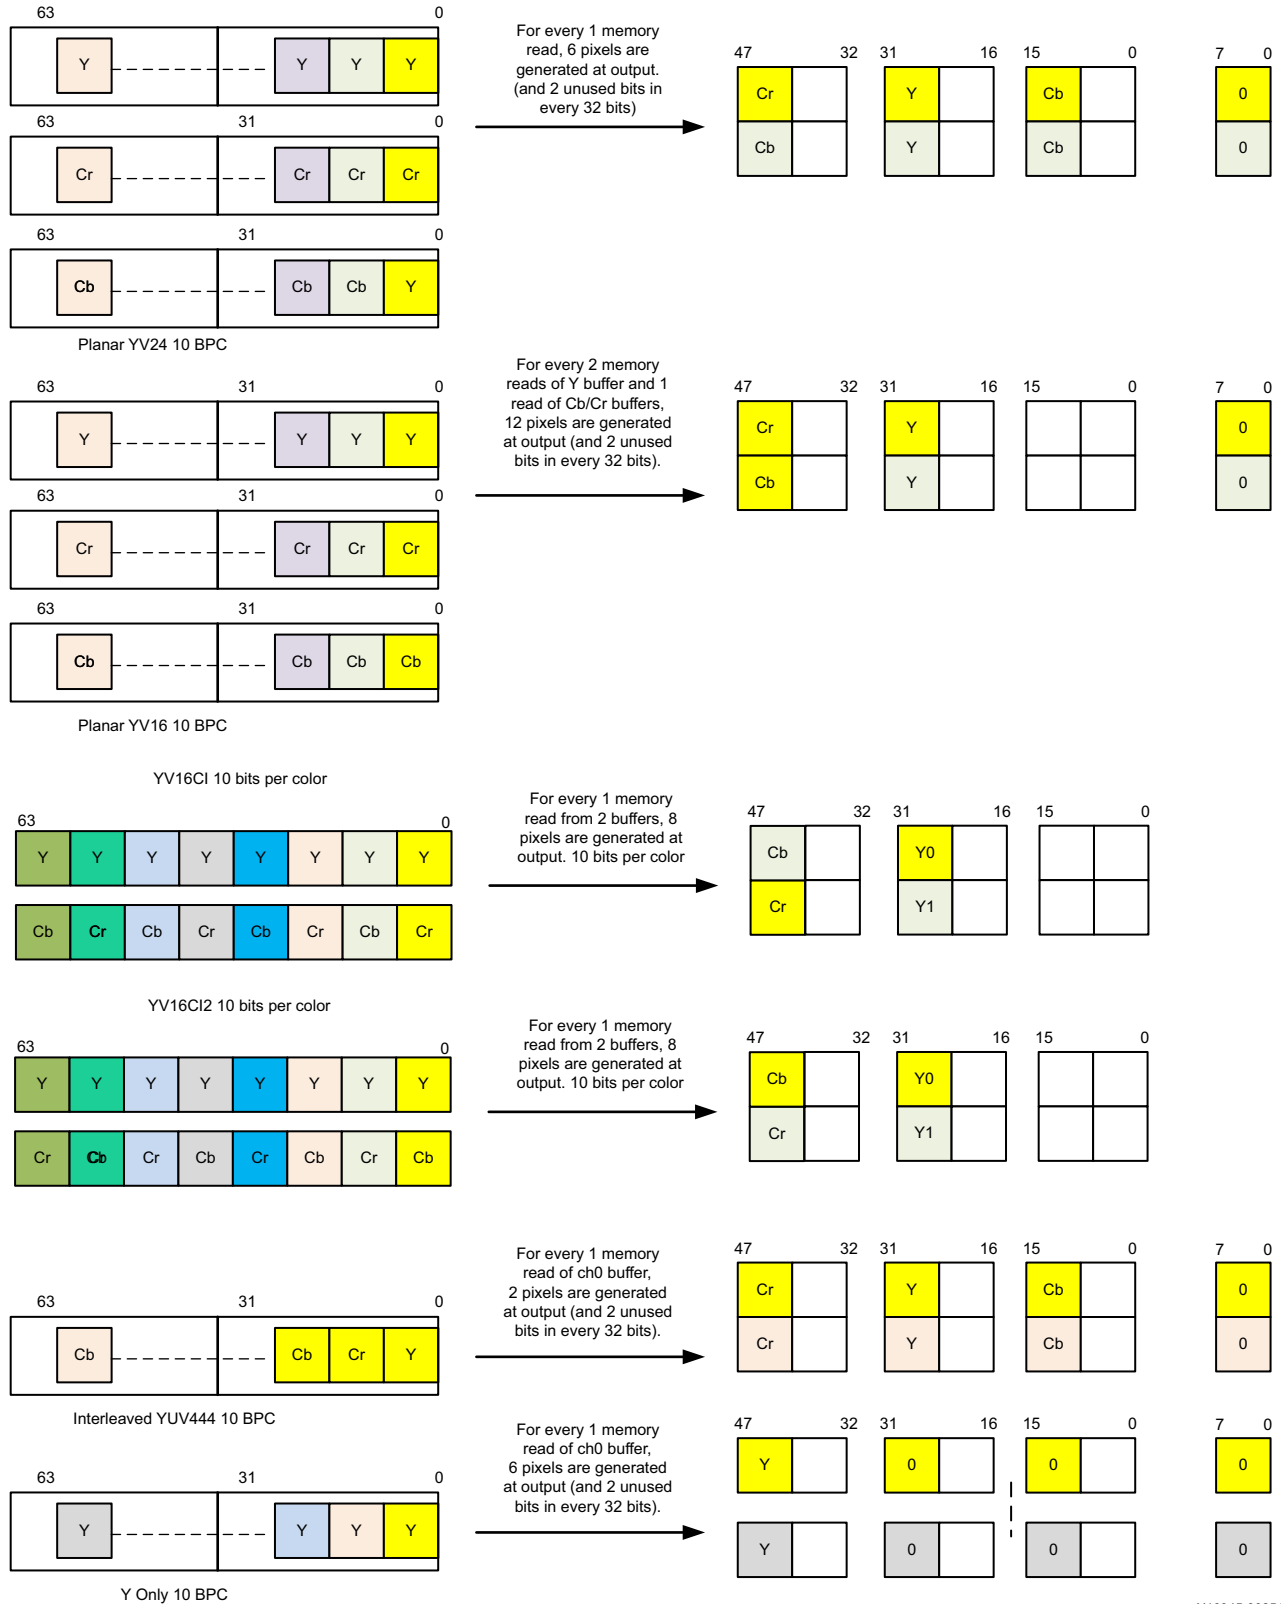 63 0
Y Y Y Y
63 31 0
Cr Cr Cr Cr
63 31 0
Cb Cb Cb Y
Planar YV24 10 BPC
For every 1 memory
read, 6 pixels are
generated at output.
(and 2 unused bits in
every 32 bits)
47 32 31 16 15 0 7 0
Cr Y Cb 0
Cb Y Cb 0
63 31 0
Y Y Y Y
63 31 0
Cr Cr Cr Cr
63 31 0
Cb Cb Cb Cb
Planar YV16 10 BPC
For every 2 memory
reads of Y buffer and 1
read of Cb/Cr buffers,
12 pixels are generated
at output (and 2 unused
bits in every 32 bits).
47 32 31 16 15 0 7 0
Cr Y 0
Cb Y 0
YV16CI 10 bits per color
63 0
Y Y Y Y Y Y Y Y
Cb Cr Cb Cr Cb Cr Cb Cr
For every 1 memory
read from 2 buffers, 8
pixels are generated at
output. 10 bits per color
47 32 31 16 15 0
Cb Y0
Cr Y1
YV16CI2 10 bits per color
63 0
Y Y Y Y Y Y Y Y
Cr Cb Cr Cb Cr Cb Cr Cb
For every 1 memory
read from 2 buffers, 8
pixels are generated at
output. 10 bits per color
47 32 31 16 15 0
Cb Y0
Cr Y1
63 31 0
Cb Cb Cr Y
Interleaved YUV444 10 BPC
For every 1 memory
read of ch0 buffer,
2 pixels are generated
at output (and 2 unused
bits in every 32 bits).
47 32 31 16 15 0 7 0
Cr Y Cb 0
Cr Y Cb 0
63 31 0
Y Y Y Y
Y Only 10 BPC
For every 1 memory
read of ch0 buffer,
6 pixels are generated
at output (and 2 unused
bits in every 32 bits).
47 32 31 16 15 0 7 0
Y 0 0 0
Y 0 0 0